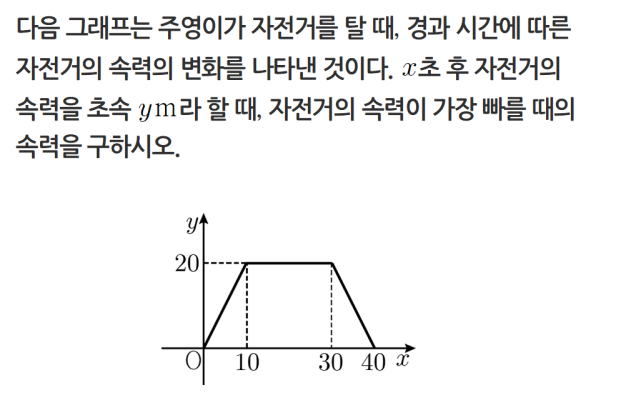 다음 그래프는 주영이가 자전거를 탈 때, 경과 시간에 따른
자전거의 속력의 변화를 나타낸 것이다. x초 후 자전거의
속력을 초속 y m라 할 때, 자전거의 속력이 가장 빠를 때의
속력을 구하시오.
y
20
O 10 30 40 x